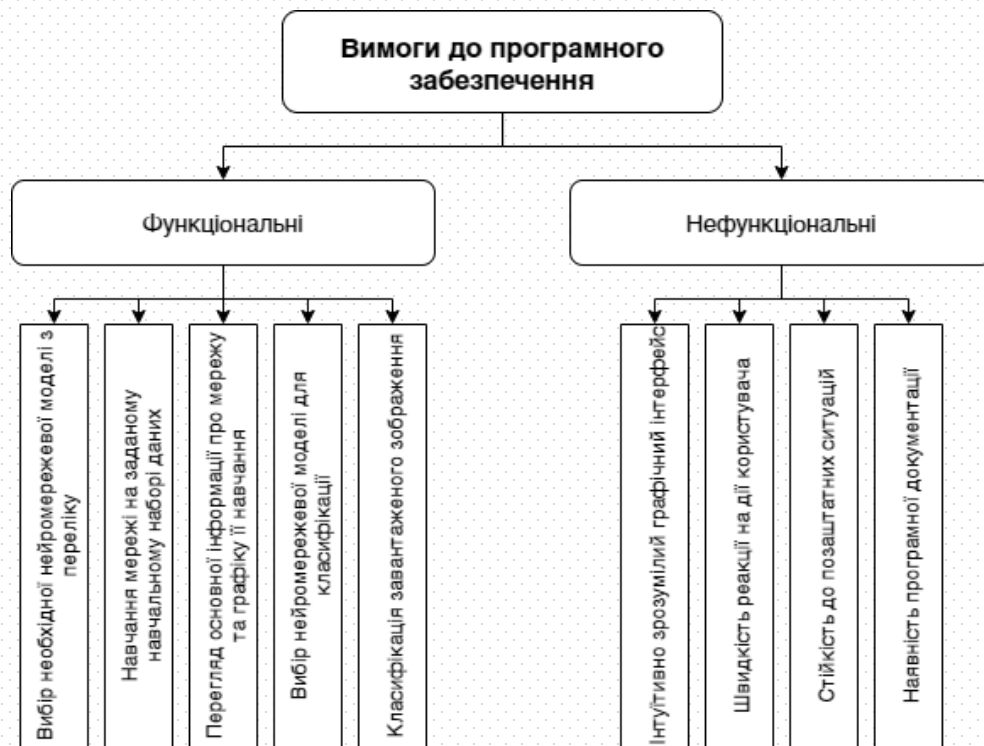 Вимоги до програмного
забезпечення
Функціональні
Нефункціональні
Вибір необхідної нейромережевої моделі з
переліку
Навчання мережі на заданому
навчальному наборі даних
Перегляд основної інформації про мережу
та графіку її навчання
Вибір нейромережевої моделі для
класифікації
Класифікація завантаженого зображення
Інтуїтивно зрозумілий графічний інтерфейс
Швидкість реакції на дії користувача
Стійкість до позаштатних ситуацій
Наявність програмної документації